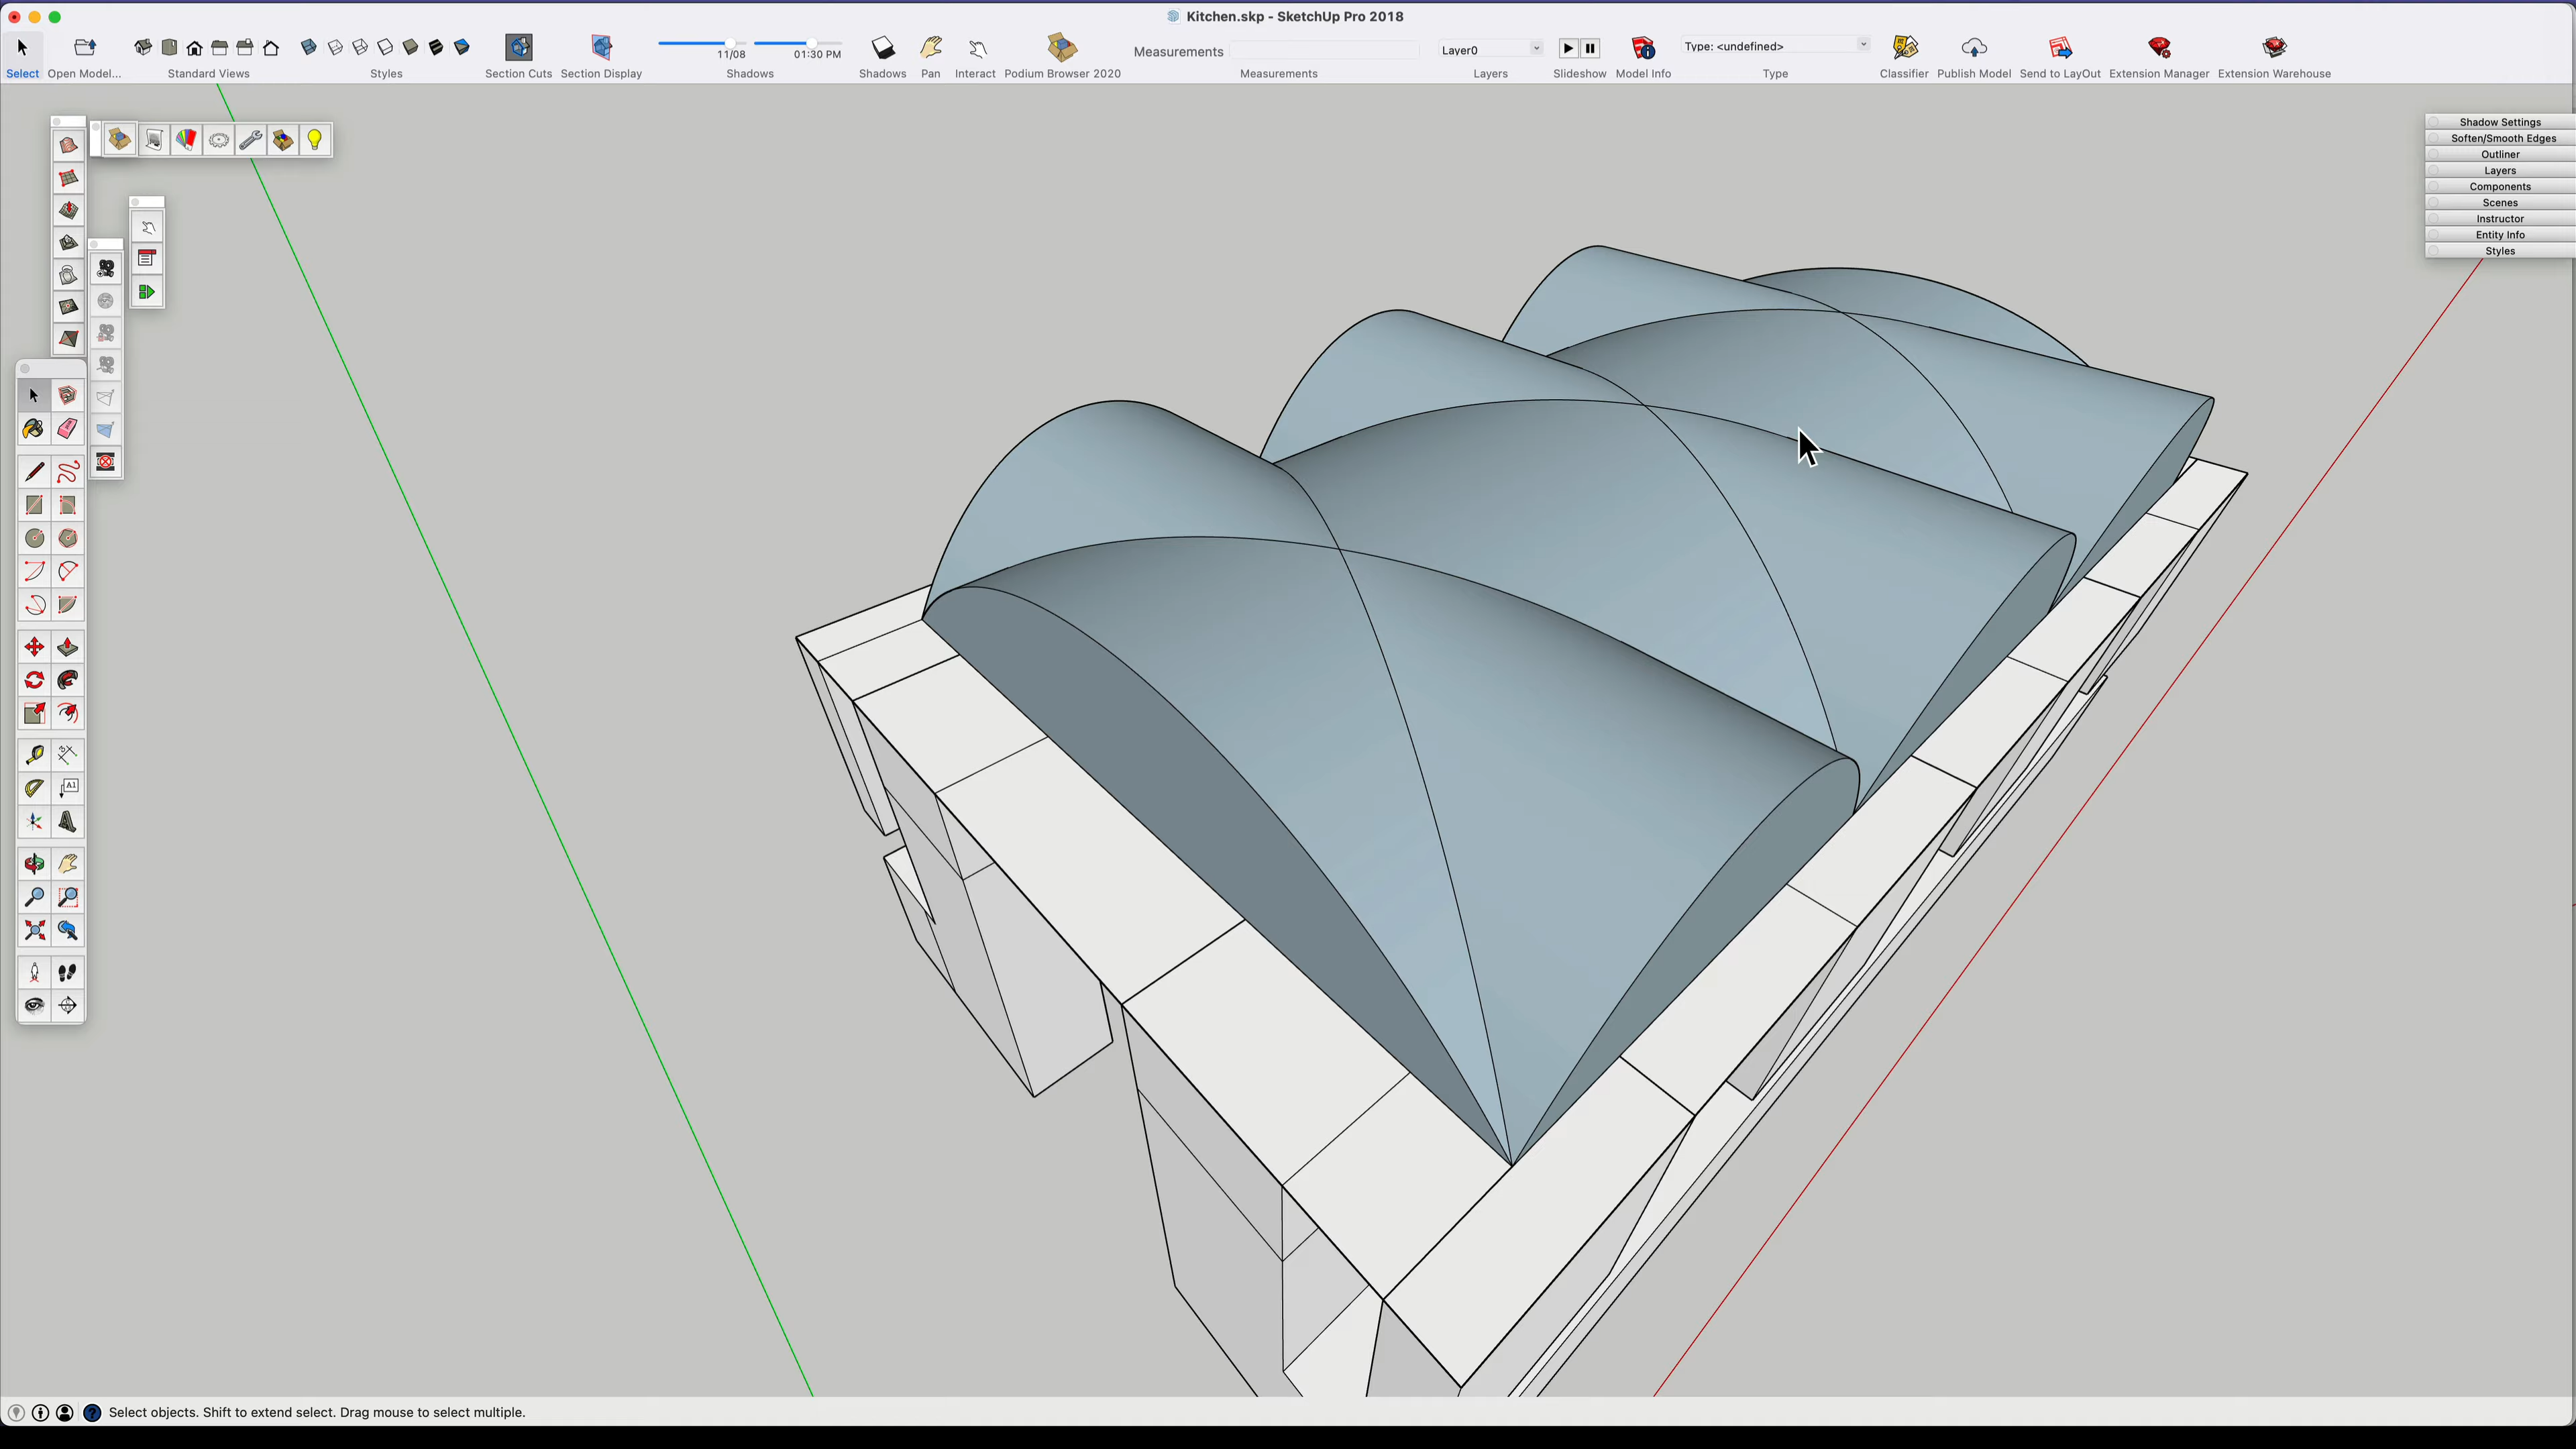 Kitchen.skp - SketchUp Pro 2018
11/08
01:30 PM
Measurements
Layer0
Type: <undefined>
Select
Open Model...
Standard Views
Styles
Section Cuts
Section Display
Shadows
Shadows
Pan
Interact
Podium Browser 2020
Measurements
Layers
Slideshow
Model Info
Type
Classifier
Publish Model
Send to LayOut
Extension Manager
Extension Warehouse
Shadow Settings
Soften/Smooth Edges
Outliner
Layers
Components
Scenes
Instructor
Entity Info
Styles
A1
Select objects. Shift to extend select. Drag mouse to select multiple.